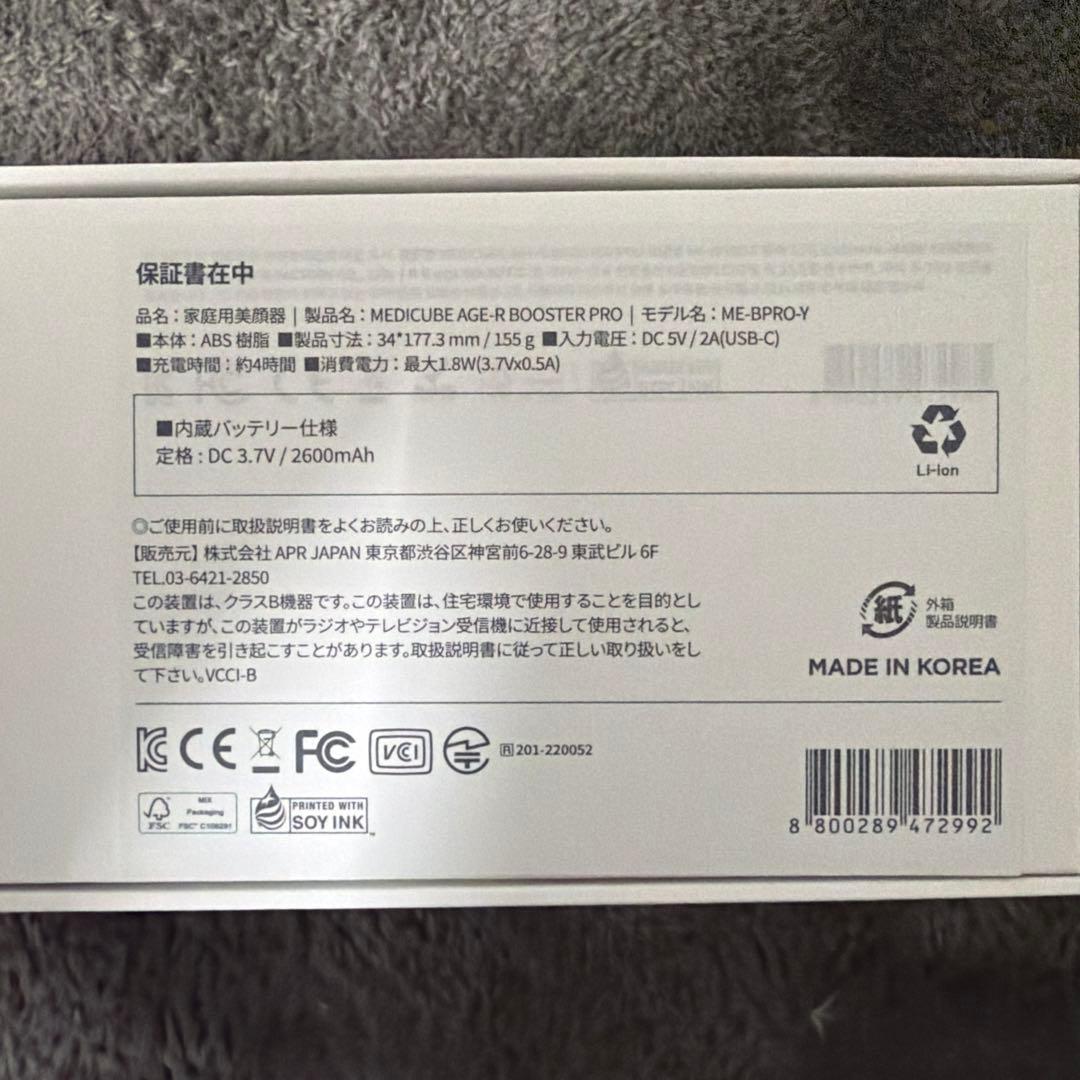 保証書在中
品名：家庭用美顔器 | 製品名：MEDICUBE AGE-R BOOSTER PRO | モデル名：ME-BPRO-Y
■本体：ABS 樹脂 ■製品寸法：34*177.3 mm / 155 g ■入力電圧：DC 5V / 2A(USB-C)
■充電時間：約4時間 ■消費電力：最大1.8W(3.7Vx0.5A)
■内蔵バッテリー仕様
定格 : DC 3.7V / 2600mAh
Li-ion
◎ご使用前に取扱説明書をよくお読みの上、正しくお使いください。
【販売元】株式会社 APR JAPAN 東京都渋谷区神宮前6-28-9 東武ビル 6F
TEL.03-6421-2850
この装置は、クラスB機器です。この装置は、住宅環境で使用することを目的とし
ていますが、この装置がラジオやテレビジョン受信機に近接して使用されると、
受信障害を引き起こすことがあります。取扱説明書に従って正しい取り扱いをし
て下さい。VCCI-B
紙 外箱
製品説明書
MADE IN KOREA
KC CE FC VCI R 201-220052
FSC MIX
Packaging
FSC® C106291
PRINTED WITH
SOY INK™
8 800289 472992